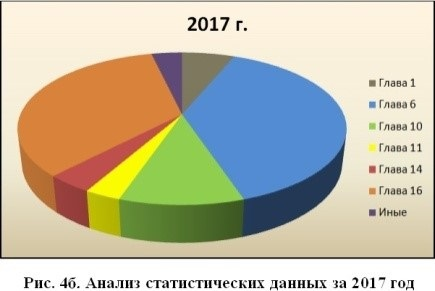 2017 г.
Глава 1
Глава 6
Глава 10
Глава 11
Глава 14
Глава 16
Иные
Рис. 4б. Анализ статистических данных за 2017 год